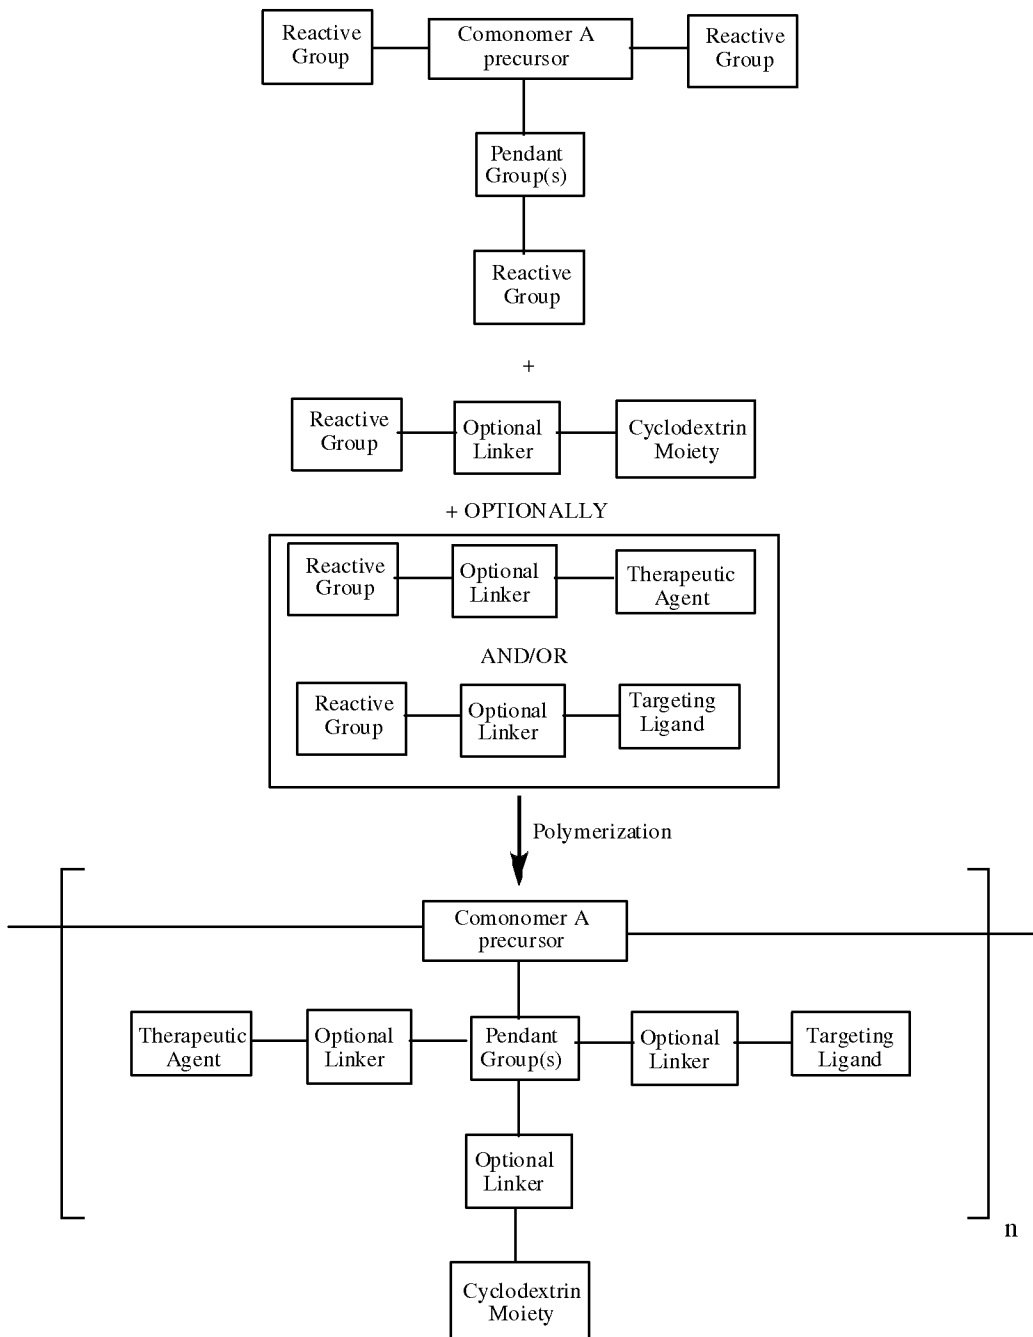 Reactive
Group
Comonomer A
precursor
Reactive
Group
Pendant
Group(s)
Reactive
Group
+
Reactive
Group
Optional
Linker
Cyclodextrin
Moiety
+ OPTIONALLY
Reactive
Group
Optional
Linker
Therapeutic
Agent
AND/OR
Reactive
Group
Optional
Linker
Targeting
Ligand
Polymerization
Comonomer A
precursor
Therapeutic
Agent
Optional
Linker
Pendant
Group(s)
Optional
Linker
Targeting
Ligand
Optional
Linker
n
Cyclodextrin
Moiety